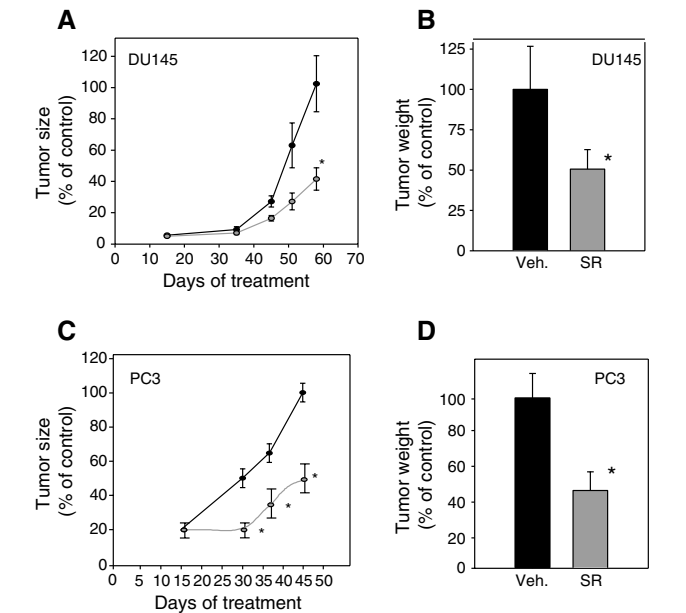 A
DU145
Tumor size
(% of control)
120
100
80
60
40
20
0
*
0 10 20 30 40 50 60 70
Days of treatment
B
DU145
Tumor weight
(% of control)
125
100
75
50
25
0
*
Veh. SR
C
PC3
Tumor size
(% of control)
120
100
80
60
40
20
0
*
*
*
0 5 10 15 20 25 30 35 40 45 50
Days of treatment
D
PC3
Tumor weight
(% of control)
100
80
60
40
20
0
*
Veh. SR